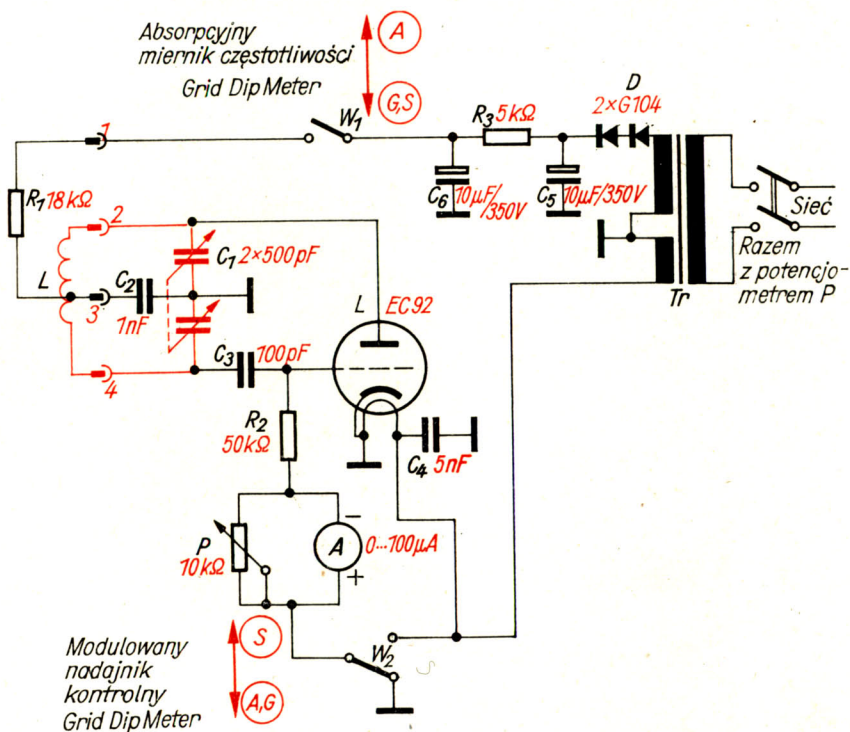 Absorpcyjny
miernik częstotliwości
Grid Dip Meter
A
G,S
W1
1
R3 5kΩ
D
2×G104
C6 10μF/
/350V
C5 10μF/350V
Sieć
Razem
z potencjo-
metrem P
Tr
R1 18kΩ
2
L
C1 2×500pF
C2
1nF
3
4
L EC92
C3 100pF
R2
50kΩ
C4 5nF
P
10kΩ
A
−
+
0...100μA
Modulowany
nadajnik
kontrolny
Grid Dip Meter
S
A,G
W2